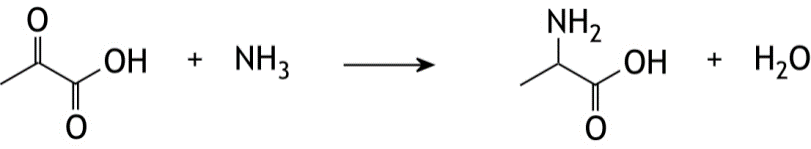 O
NH₂
OH + NH₃ OH + H₂O
O
O